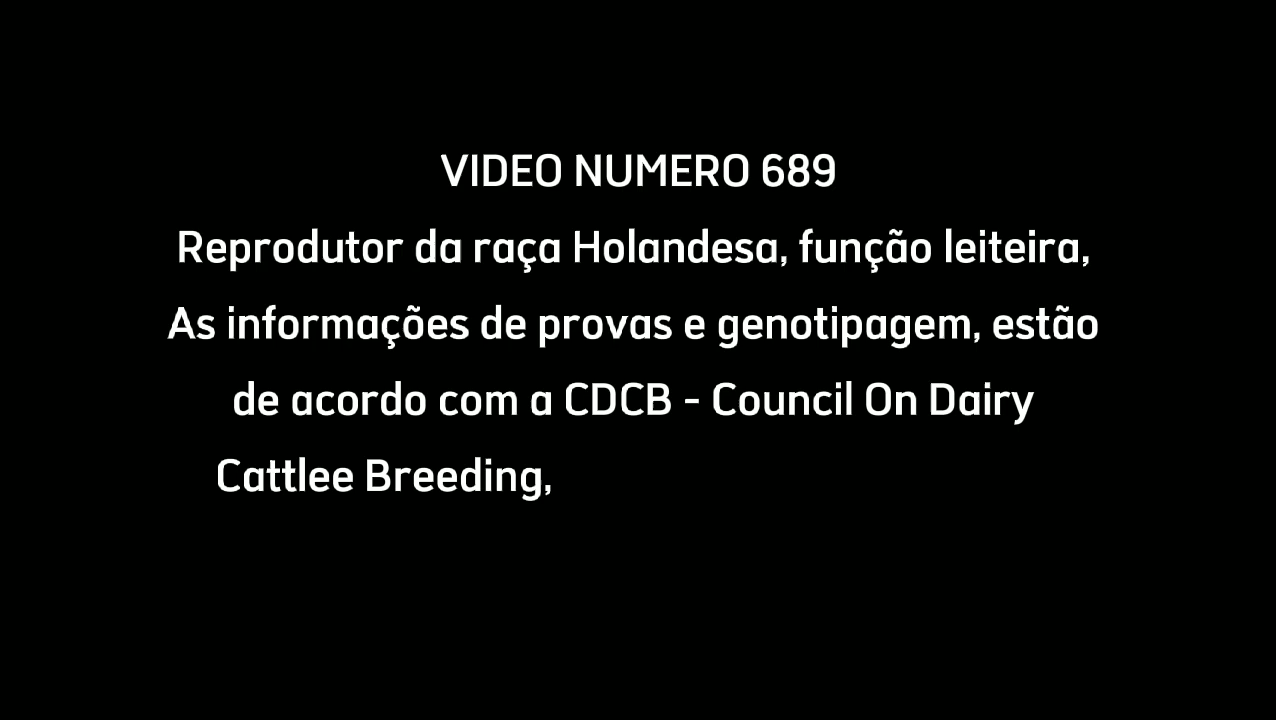 VIDEO NUMERO 689
Reprodutor da raça Holandesa, função leiteira,
As informações de provas e genotipagem, estão
de acordo com a CDCB - Council On Dairy
Cattlee Breeding,